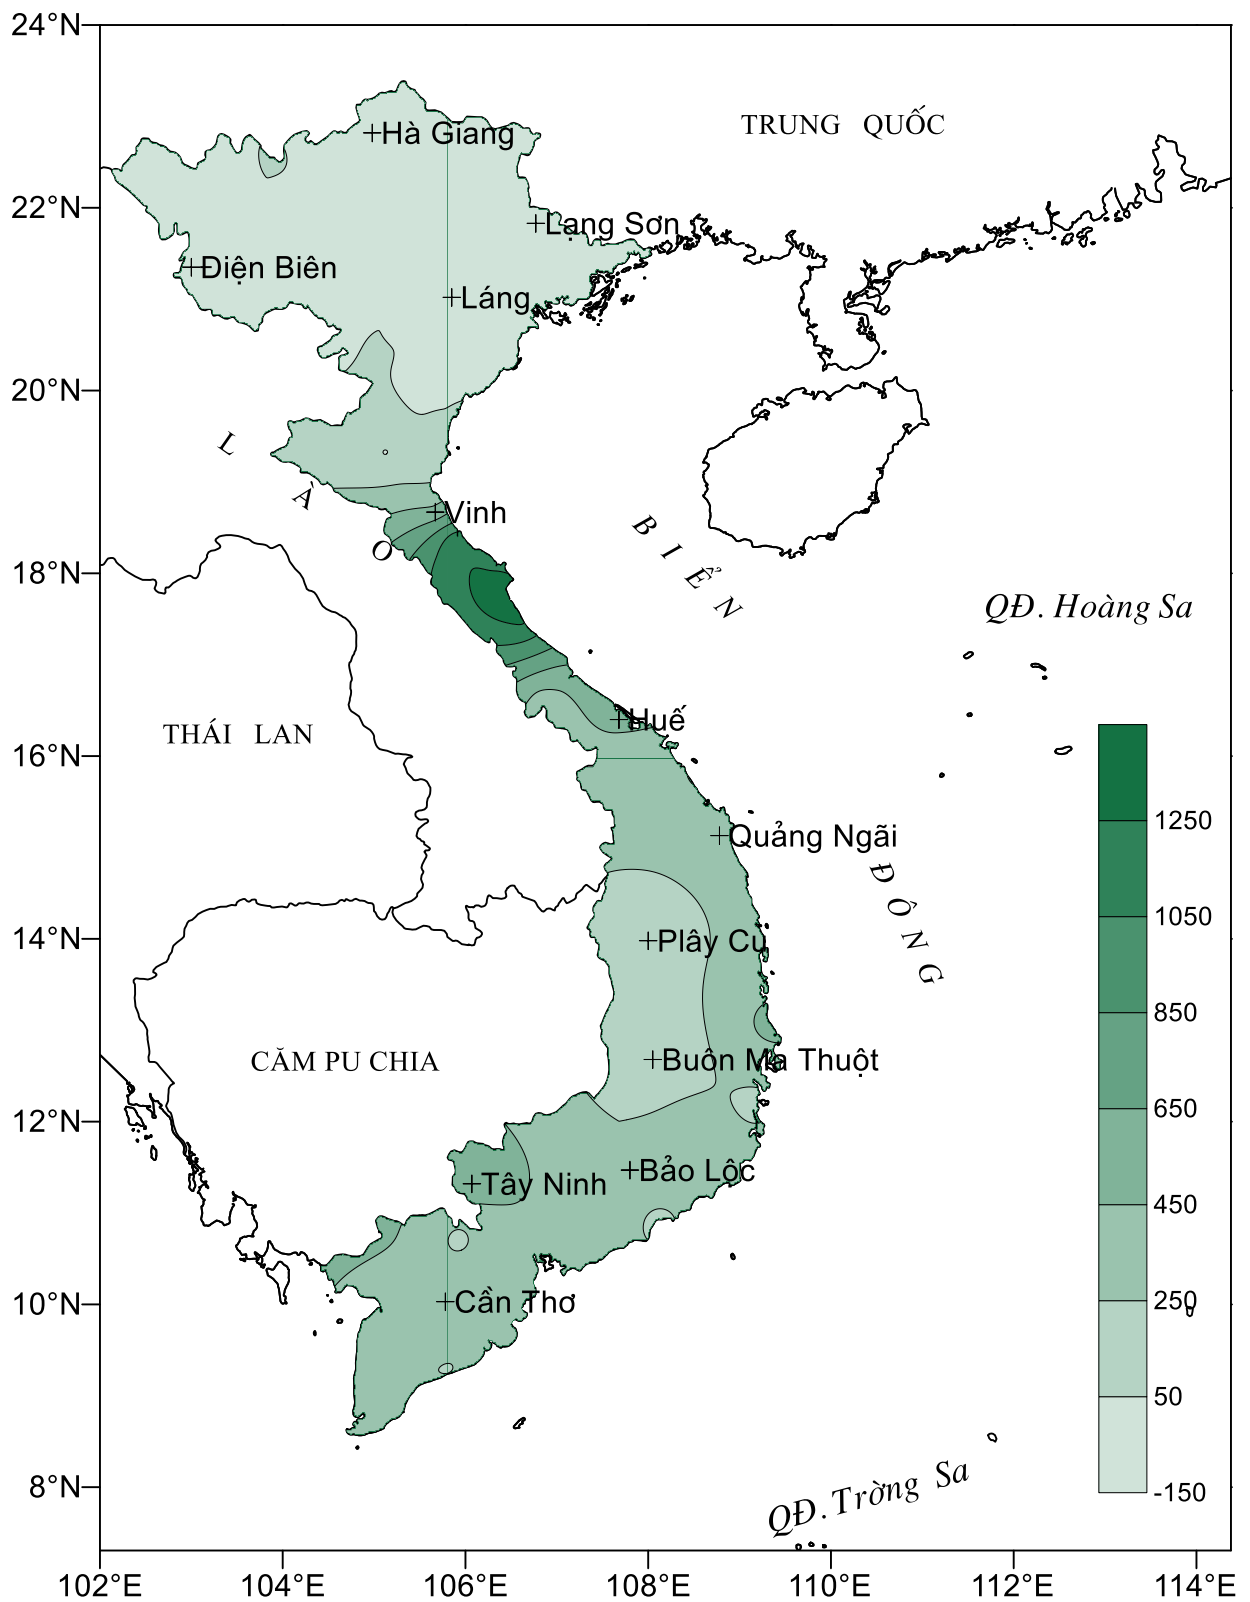 24°N
22°N
20°N
18°N
16°N
14°N
12°N
10°N
8°N
102°E
104°E
106°E
108°E
110°E
112°E
114°E
TRUNG QUỐC
Hà Giang
Lạng Sơn
Điện Biên
Láng
LÀO
Vinh
BIỂN
QĐ. Hoàng Sa
Huế
THÁI LAN
Quảng Ngãi
ĐÔNG
Plây Cu
CĂM PU CHIA
Buôn Ma Thuột
Bảo Lộc
Tây Ninh
Cần Thơ
QĐ. Trờng Sa
1250
1050
850
650
450
250
50
-150